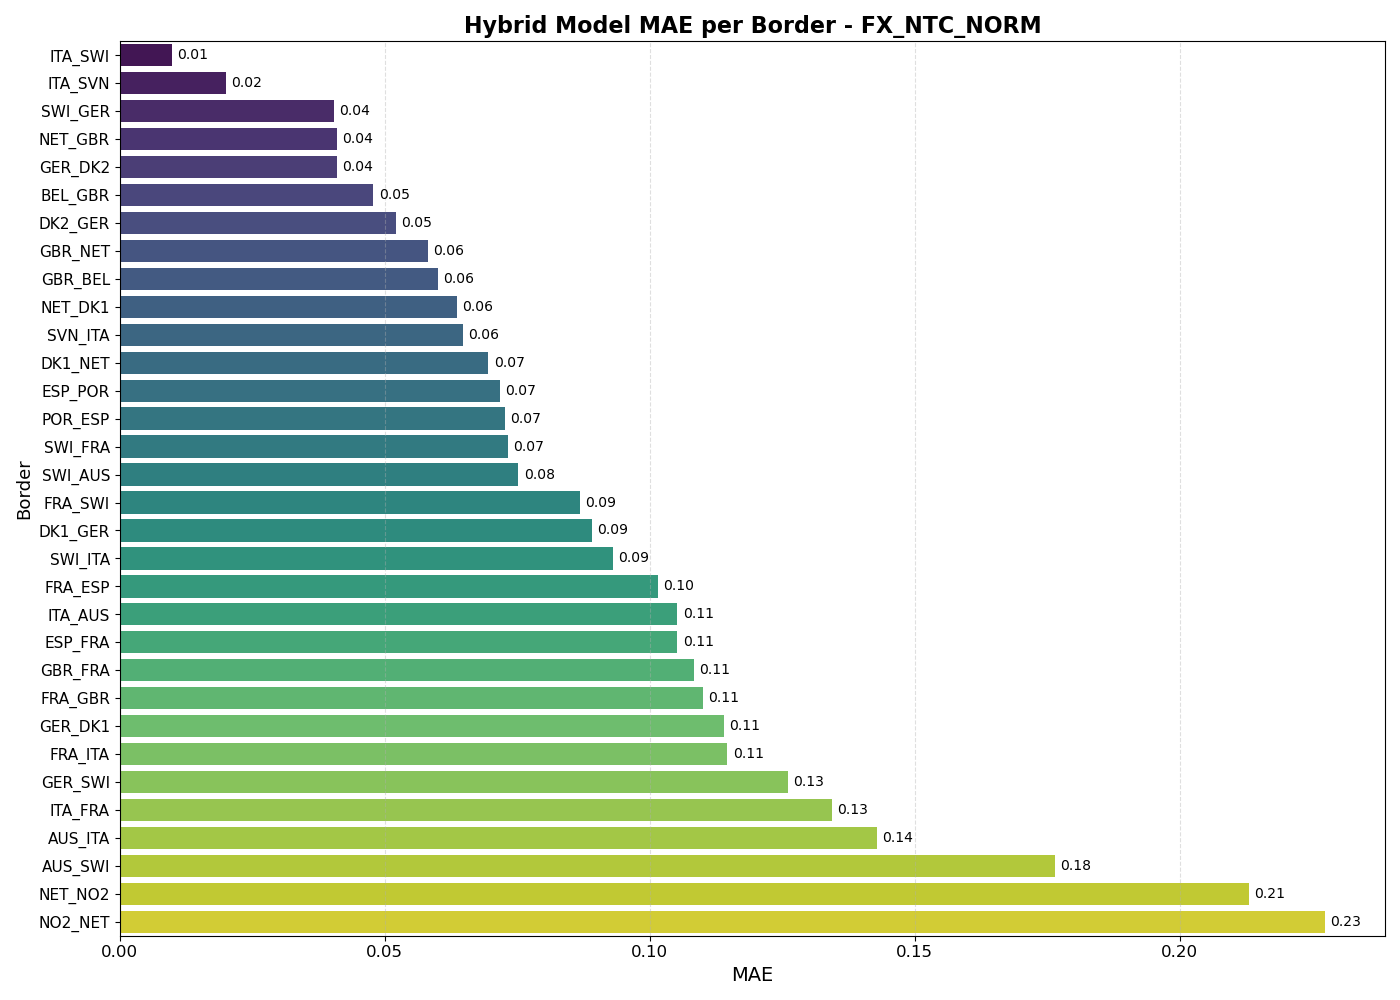 Hybrid Model MAE per Border - FX_NTC_NORM
Border
ITA_SWI 0.01
ITA_SVN 0.02
SWI_GER 0.04
NET_GBR 0.04
GER_DK2 0.04
BEL_GBR 0.05
DK2_GER 0.05
GBR_NET 0.06
GBR_BEL 0.06
NET_DK1 0.06
SVN_ITA 0.06
DK1_NET 0.07
ESP_POR 0.07
POR_ESP 0.07
SWI_FRA 0.07
SWI_AUS 0.08
FRA_SWI 0.09
DK1_GER 0.09
SWI_ITA 0.09
FRA_ESP 0.10
ITA_AUS 0.11
ESP_FRA 0.11
GBR_FRA 0.11
FRA_GBR 0.11
GER_DK1 0.11
FRA_ITA 0.11
GER_SWI 0.13
ITA_FRA 0.13
AUS_ITA 0.14
AUS_SWI 0.18
NET_NO2 0.21
NO2_NET 0.23
0.00 0.05 0.10 0.15 0.20
MAE